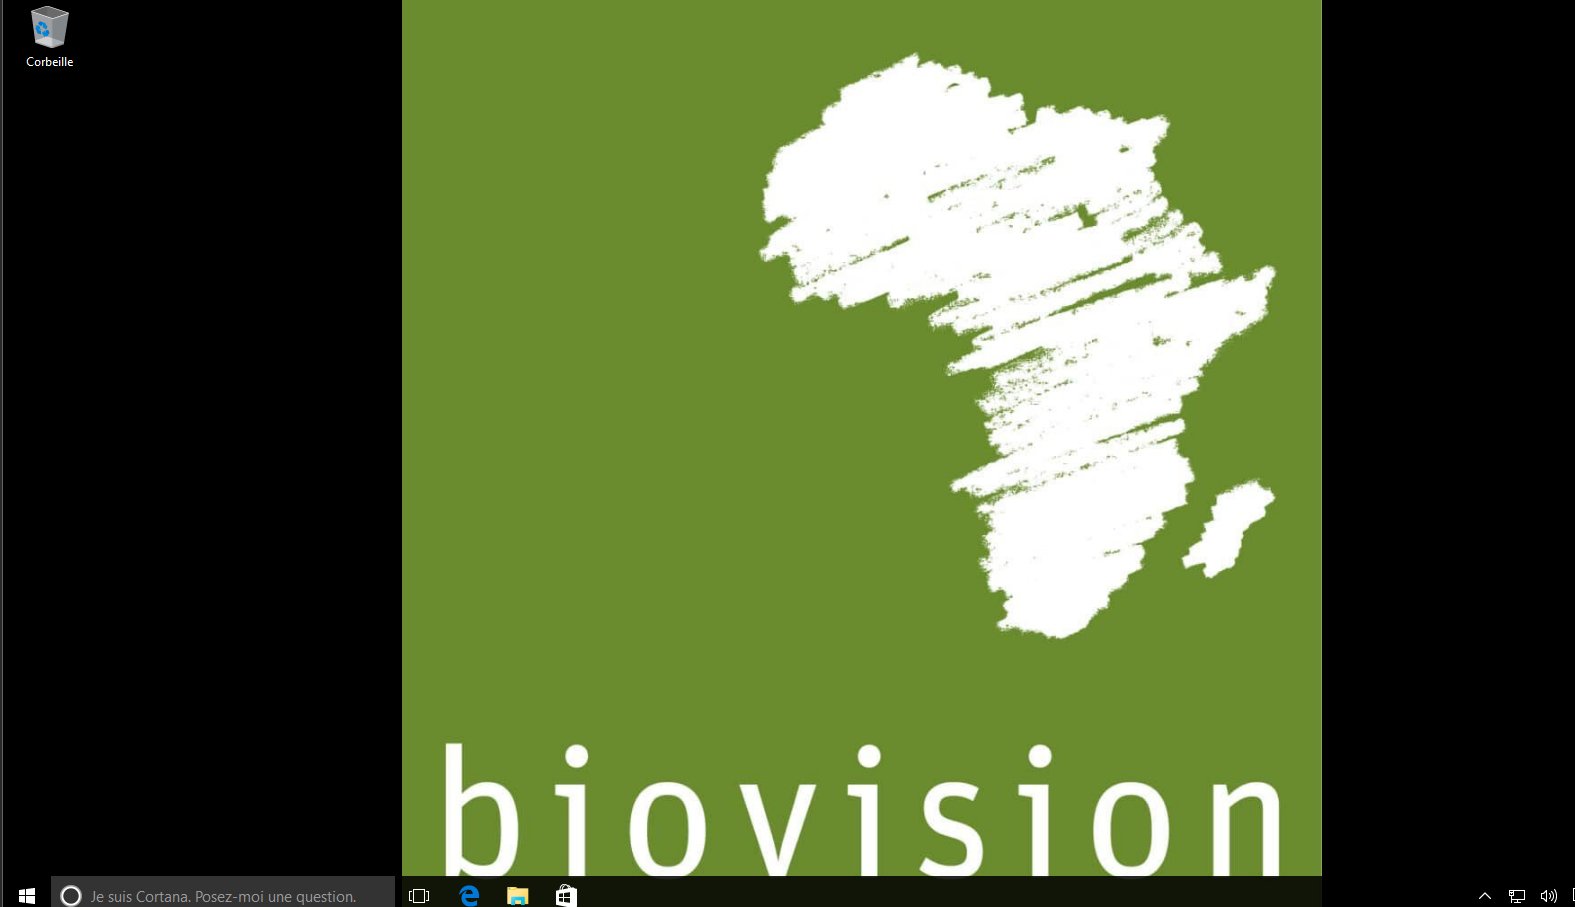 Corbeille
biovision
Je suis Cortana. Posez-moi une question.